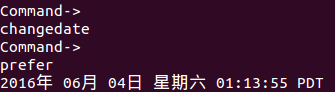 Command->
changedate
Command->
prefer
2016年 06月 04日 星期六 01:13:55 PDT